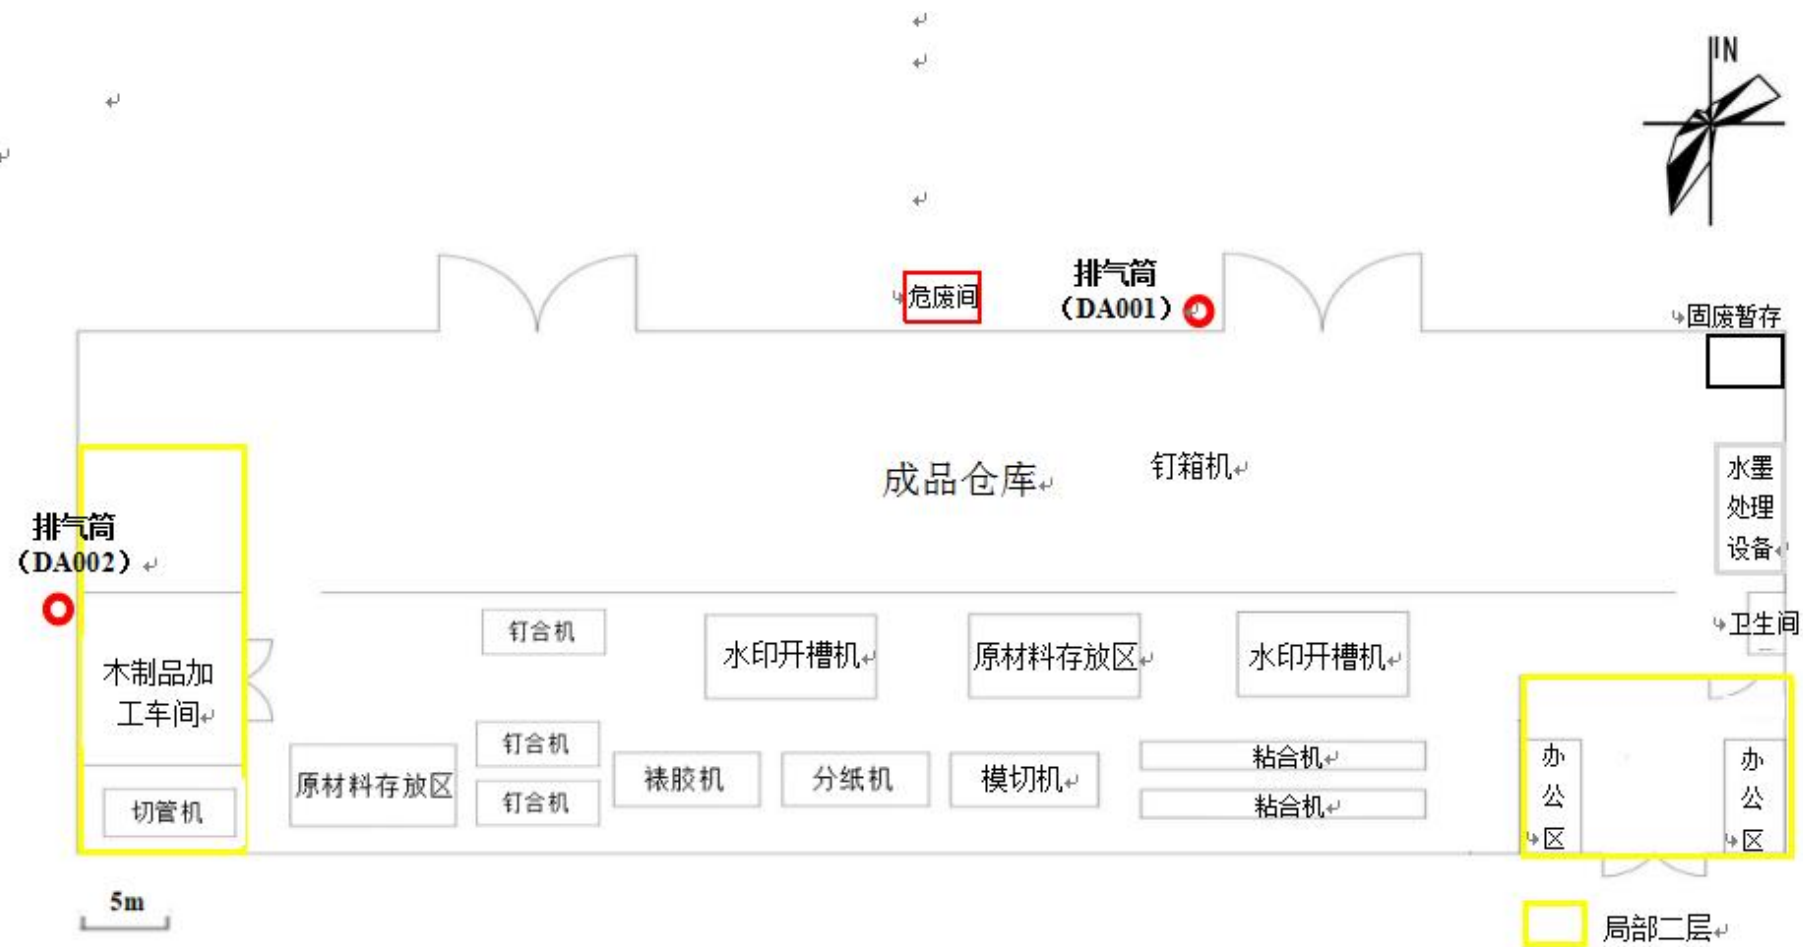 N
排气筒
（DA001）
危废间
固废暂存
成品仓库
钉箱机
水墨
处理
设备
排气筒
（DA002）
卫生间
钉合机
水印开槽机
原材料存放区
水印开槽机
木制品加
工车间
钉合机
原材料存放区
裱胶机
分纸机
模切机
粘合机
钉合机
粘合机
切管机
办
公
区
办
公
区
5m
局部二层